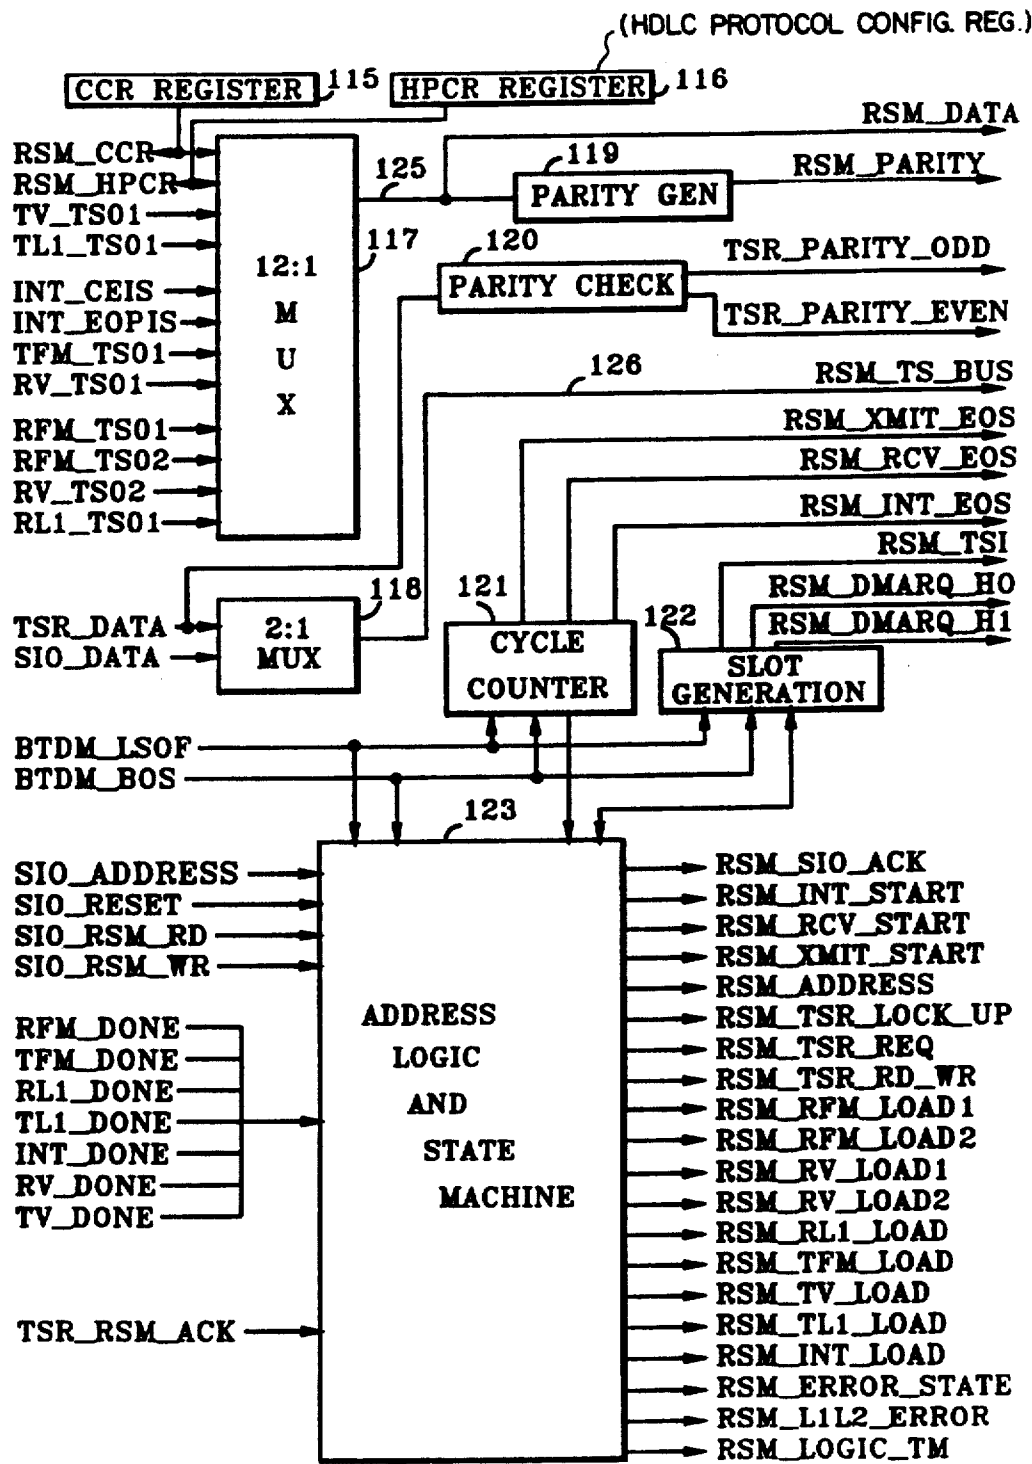 (HDLC PROTOCOL CONFIG. REG.)
CCR REGISTER 115
HPCR REGISTER 116
RSM_CCR
RSM_HPCR
TV_TS01
TL1_TS01
INT_CEIS
INT_EOPIS
TFM_TS01
RV_TS01
RFM_TS01
RFM_TS02
RV_TS02
RL1_TS01
12:1
M
U
X
117
125
119
PARITY GEN
RSM_DATA
RSM_PARITY
120
PARITY CHECK
TSR_PARITY_ODD
TSR_PARITY_EVEN
126
RSM_TS_BUS
RSM_XMIT_EOS
RSM_RCV_EOS
RSM_INT_EOS
RSM_TSI
RSM_DMARQ_H0
RSM_DMARQ_H1
TSR_DATA
SIO_DATA
2:1
MUX
118
121
CYCLE
COUNTER
122
SLOT
GENERATION
BTDM_LSOF
BTDM_BOS
123
SIO_ADDRESS
SIO_RESET
SIO_RSM_RD
SIO_RSM_WR
RFM_DONE
TFM_DONE
RL1_DONE
TL1_DONE
INT_DONE
RV_DONE
TV_DONE
TSR_RSM_ACK
ADDRESS
LOGIC
AND
STATE
MACHINE
RSM_SIO_ACK
RSM_INT_START
RSM_RCV_START
RSM_XMIT_START
RSM_ADDRESS
RSM_TSR_LOCK_UP
RSM_TSR_REQ
RSM_TSR_RD_WR
RSM_RFM_LOAD1
RSM_RFM_LOAD2
RSM_RV_LOAD1
RSM_RV_LOAD2
RSM_RL1_LOAD
RSM_TFM_LOAD
RSM_TV_LOAD
RSM_TL1_LOAD
RSM_INT_LOAD
RSM_ERROR_STATE
RSM_L1L2_ERROR
RSM_LOGIC_TM